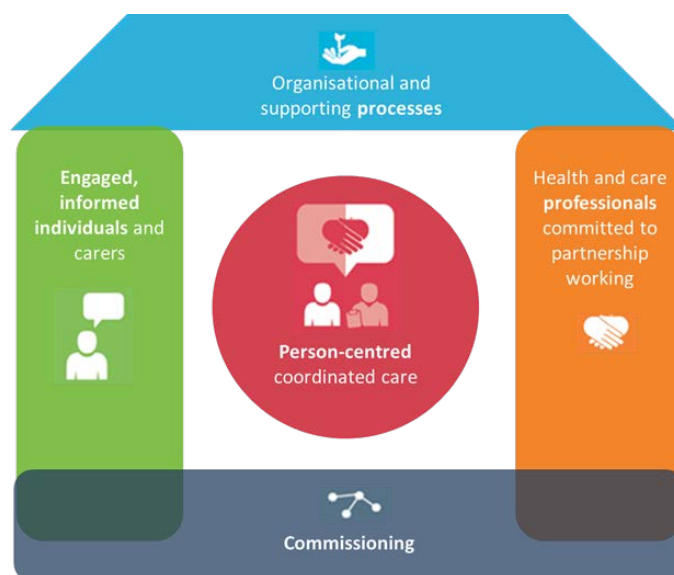 Organisational and
supporting processes
Engaged,
informed
individuals and
carers
Person-centred
coordinated care
Health and care
professionals
committed to
partnership
working
Commissioning